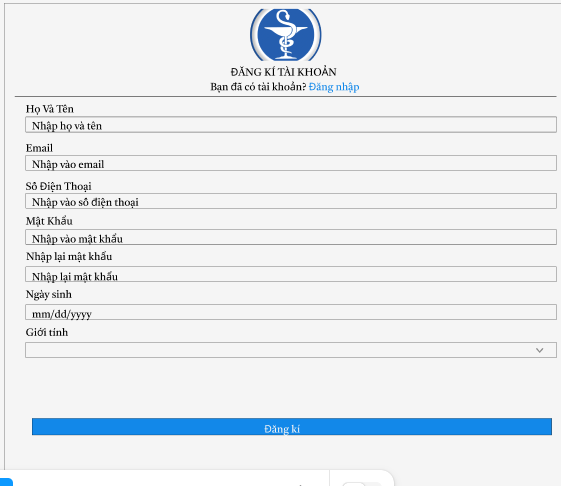 ĐĂNG KÍ TÀI KHOẢN
Bạn đã có tài khoản? Đăng nhập
Họ Và Tên
Nhập họ và tên
Email
Nhập vào email
Số Điện Thoại
Nhập vào số điện thoại
Mật Khẩu
Nhập vào mật khẩu
Nhập lại mật khẩu
Nhập lại mật khẩu
Ngày sinh
mm/dd/yyyy
Giới tính
Đăng kí